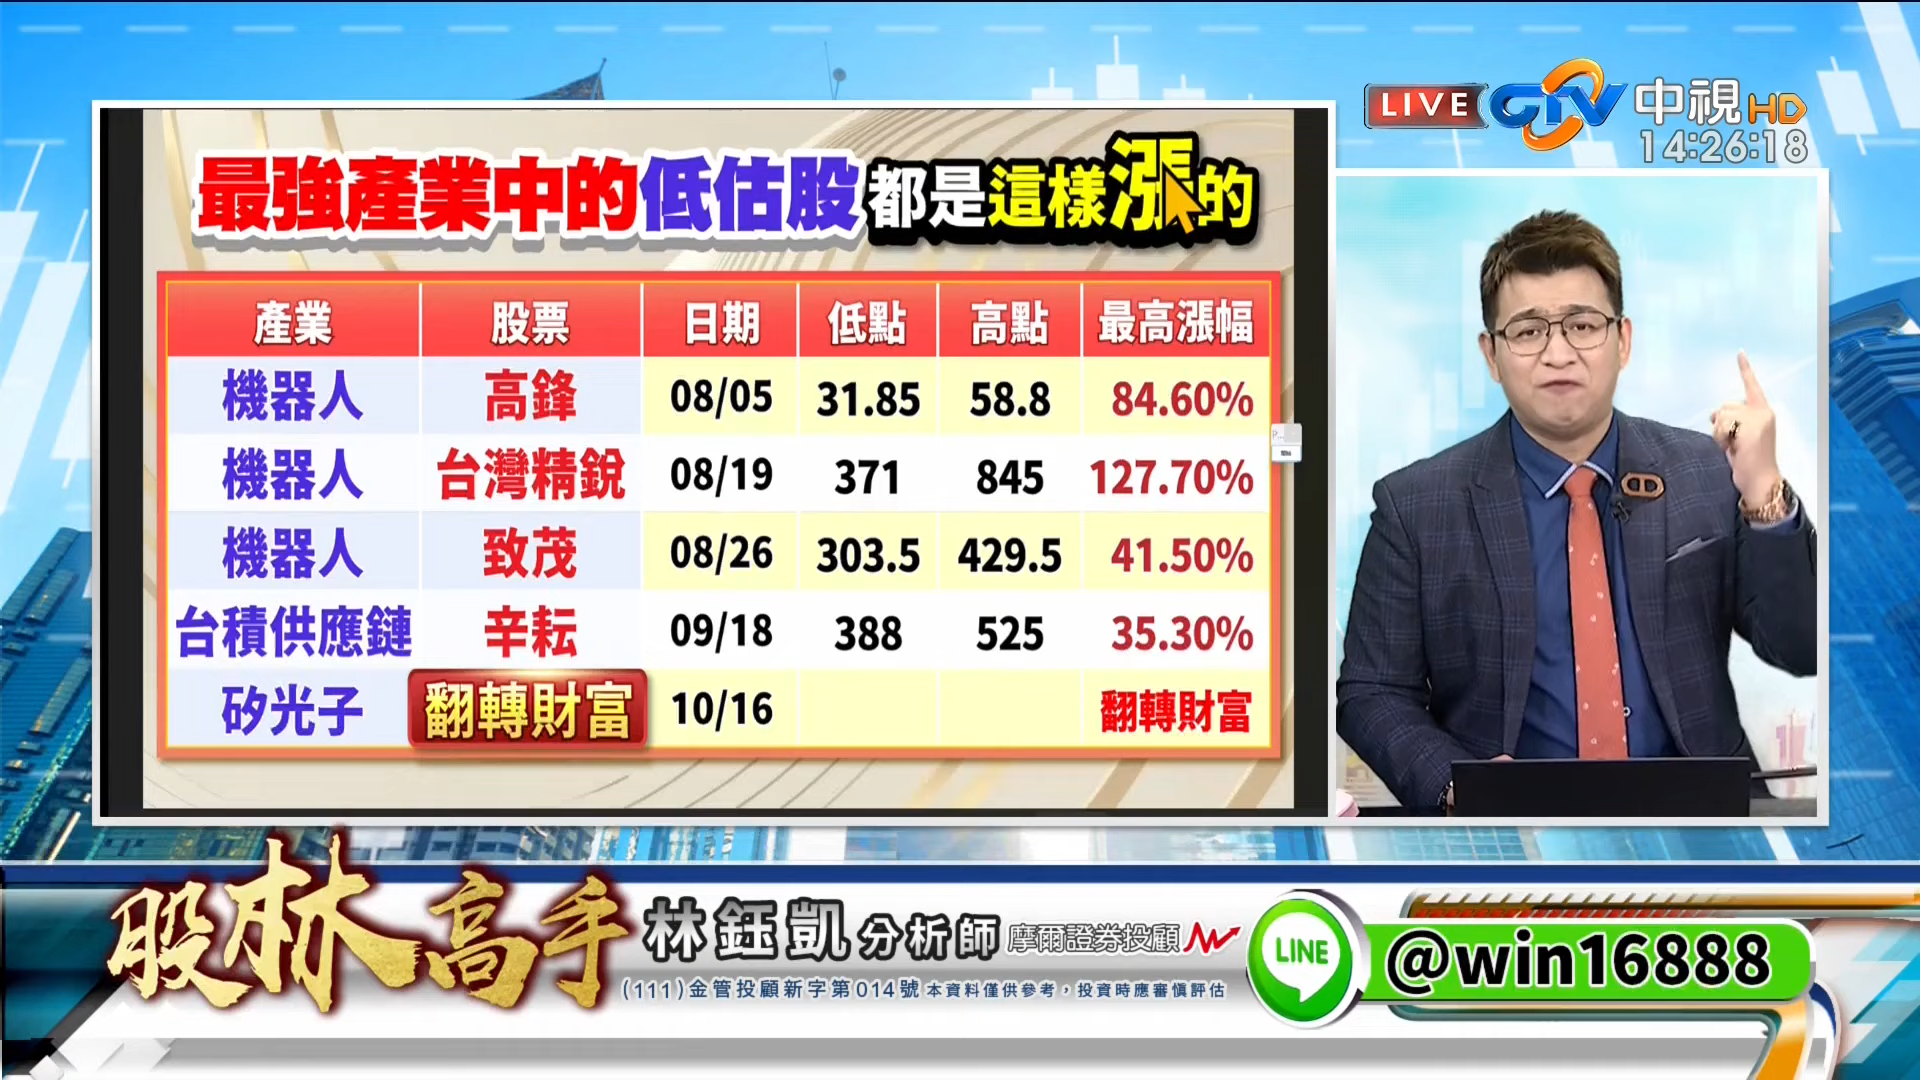 LIVE CTV 中視 HD
14:26:18
最強產業中的低估股都是這樣漲的
產業 股票 日期 低點 高點 最高漲幅
機器人 高鋒 08/05 31.85 58.8 84.60%
機器人 台灣精銳 08/19 371 845 127.70%
機器人 致茂 08/26 303.5 429.5 41.50%
台積供應鏈 辛耘 09/18 388 525 35.30%
矽光子 翻轉財富 10/16 翻轉財富
股林高手 林鈺凱 分析師 摩爾證券投顧
(111)金管投顧新字第014號 本資料僅供參考，投資時應審慎評估
LINE @win16888